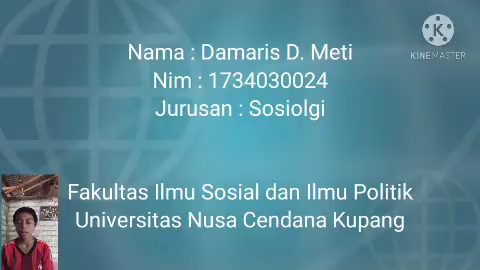 Nama : Damaris D. Meti
Nim : 1734030024
Jurusan : Sosiolgi
KINEMASTER
Fakultas Ilmu Sosial dan Ilmu Politik
Universitas Nusa Cendana Kupang